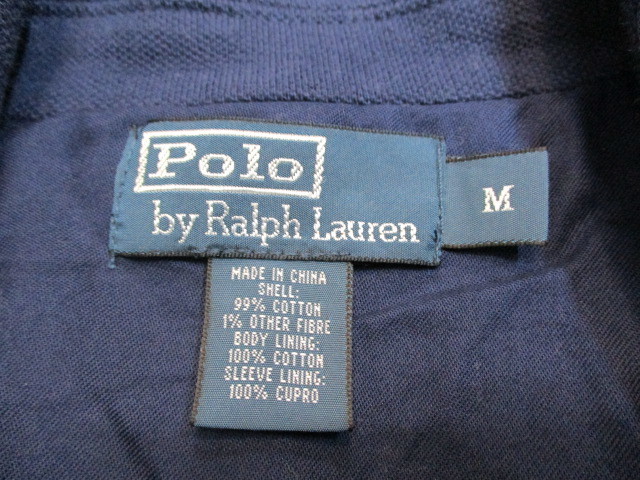 Polo
by Ralph Lauren
M
MADE IN CHINA
SHELL:
99% COTTON
1% OTHER FIBRE
BODY LINING:
100% COTTON
SLEEVE LINING:
100% CUPRO